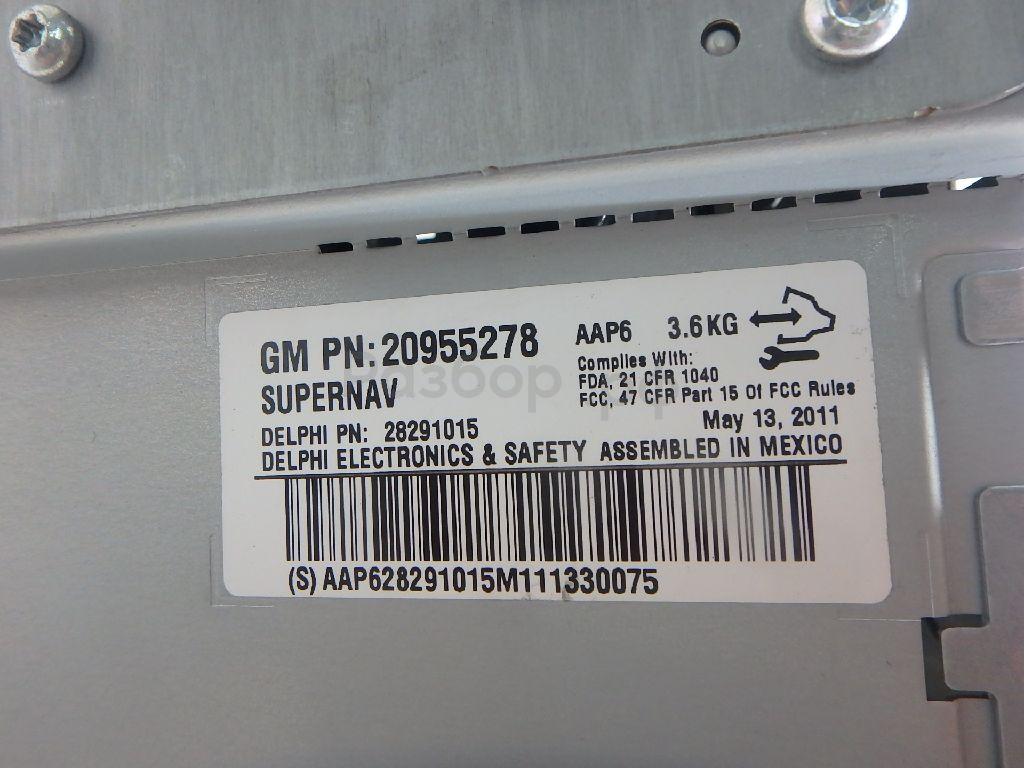 GM PN: 20955278 AAP6 3.6 KG
SUPERNAV
Complies With:
FDA, 21 CFR 1040
FCC, 47 CFR Part 15 Of FCC Rules
DELPHI PN: 28291015 May 13, 2011
DELPHI ELECTRONICS & SAFETY ASSEMBLED IN MEXICO
(S) AAP628291015M111330075